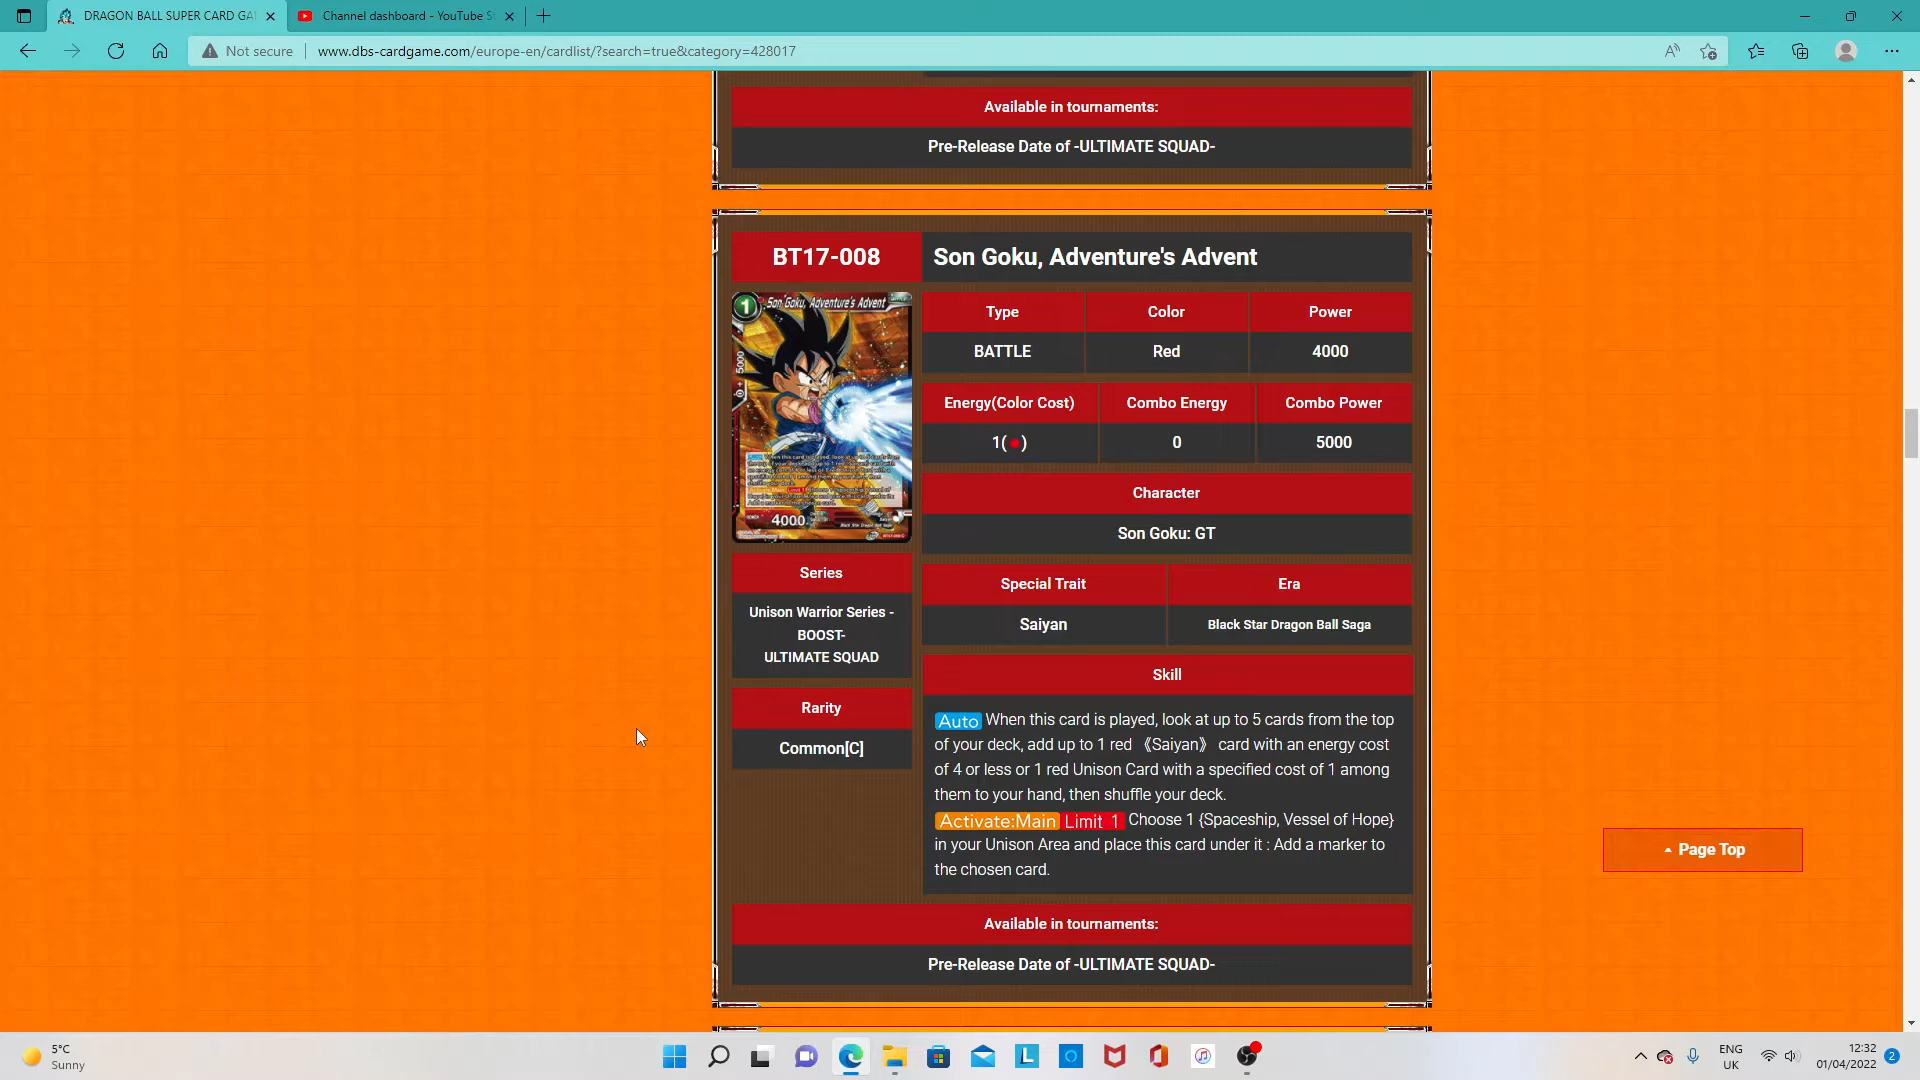 DRAGON BALL SUPER CARD GA
Channel dashboard - YouTube S
Not secure
www.dbs-cardgame.com/europe-en/cardlist/?search=true&category=428017
Available in tournaments:
Pre-Release Date of -ULTIMATE SQUAD-
BT17-008
Son Goku, Adventure's Advent
1
Son Goku, Adventure's Advent
5000
4000
Type
Color
Power
BATTLE
Red
4000
Energy(Color Cost)
Combo Energy
Combo Power
1( )
0
5000
Character
Son Goku: GT
Special Trait
Era
Saiyan
Black Star Dragon Ball Saga
Series
Unison Warrior Series -
BOOST-
ULTIMATE SQUAD
Rarity
Common[C]
Skill
Auto When this card is played, look at up to 5 cards from the top
of your deck, add up to 1 red 《Saiyan》 card with an energy cost
of 4 or less or 1 red Unison Card with a specified cost of 1 among
them to your hand, then shuffle your deck.
Activate:Main Limit 1 Choose 1 {Spaceship, Vessel of Hope}
in your Unison Area and place this card under it : Add a marker to
the chosen card.
Available in tournaments:
Pre-Release Date of -ULTIMATE SQUAD-
Page Top
5°C
Sunny
L
ENG
UK
12:32
01/04/2022
2